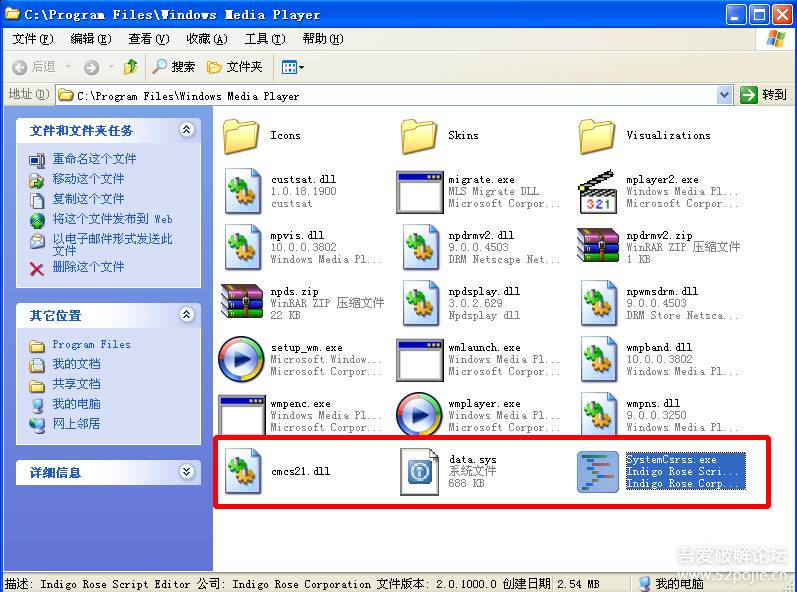 C:\Program Files\Windows Media Player
文件(F) 编辑(E) 查看(V) 收藏(A) 工具(T) 帮助(H)
后退 搜索 文件夹
地址(D) C:\Program Files\Windows Media Player 转到
文件和文件夹任务
重命名这个文件
移动这个文件
复制这个文件
将这个文件发布到 Web
以电子邮件形式发送此
文件
删除这个文件
其它位置
Program Files
我的文档
共享文档
我的电脑
网上邻居
详细信息
Icons
Skins
Visualizations
custsat.dll
1.0.18.1900
custsat
migrate.exe
MLS Migrate DLL
Microsoft Corpor...
mplayer2.exe
Windows Media Pl...
Microsoft Corpor...
mpvis.dll
10.0.0.3802
Windows Media Pl...
npdrmv2.dll
9.0.0.4503
DRM Netscape Net...
npdrmv2.zip
WinRAR ZIP 压缩文件
1 KB
npds.zip
WinRAR ZIP 压缩文件
22 KB
npdsplay.dll
3.0.2.629
Npdsplay dll
npwmsdrm.dll
9.0.0.4503
DRM Store Netsca...
setup_wm.exe
Microsoft Window...
Microsoft Corpor...
wmlaunch.exe
Windows Media Pl...
Microsoft Corpor...
wmpband.dll
10.0.0.3802
Windows Media Pl...
wmpenc.exe
Windows Media Pl...
Microsoft Corpor...
wmplayer.exe
Windows Media Pl...
Microsoft Corpor...
wmpns.dll
9.0.0.3250
Windows Media Pl...
cmcs21.dll
data.sys
系统文件
688 KB
SystemCsrss.exe
Indigo Rose Scri...
Indigo Rose Corp...
描述: Indigo Rose Script Editor 公司: Indigo Rose Corporation 文件版本: 2.0.1000.0 创建日期 2.54 MB 我的电脑
吾爱破解论坛
www.52pojie.cn